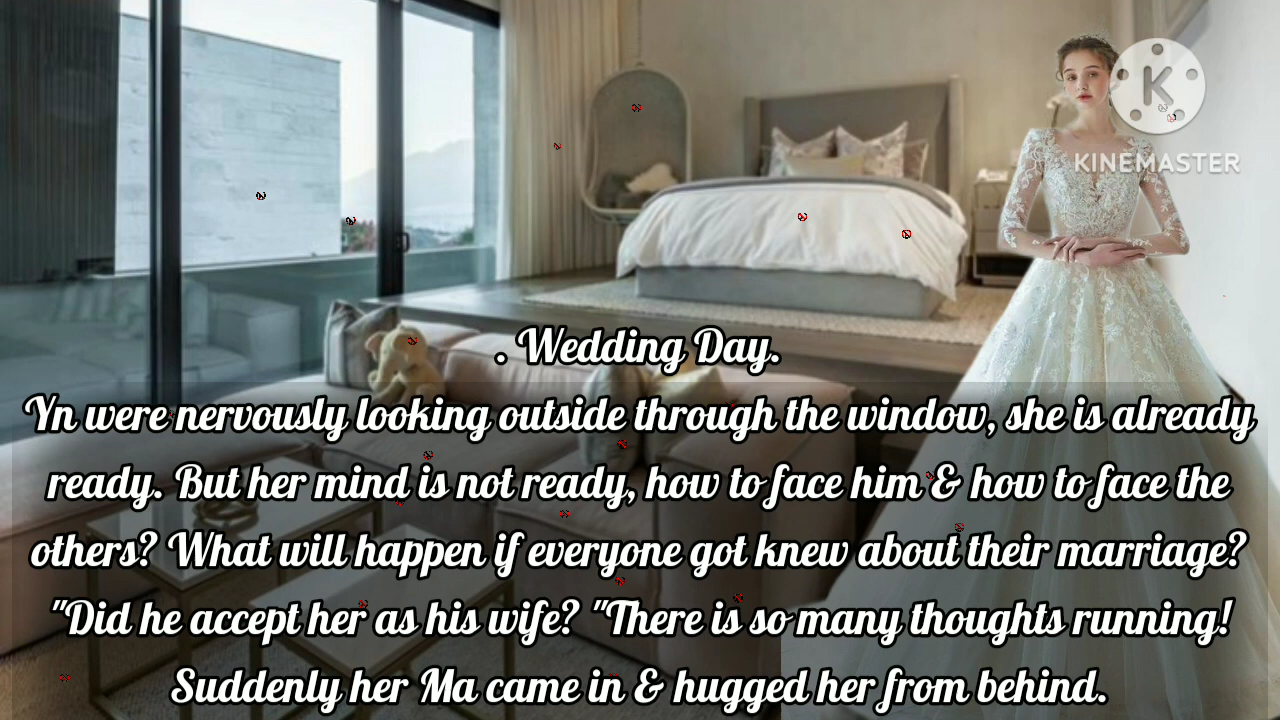 K
KINEMASTER
. Wedding Day.
Yn were nervously looking outside through the window, she is already
ready. But her mind is not ready, how to face him & how to face the
others? What will happen if everyone got knew about their marriage?
"Did he accept her as his wife? "There is so many thoughts running!
Suddenly her Ma came in & hugged her from behind.